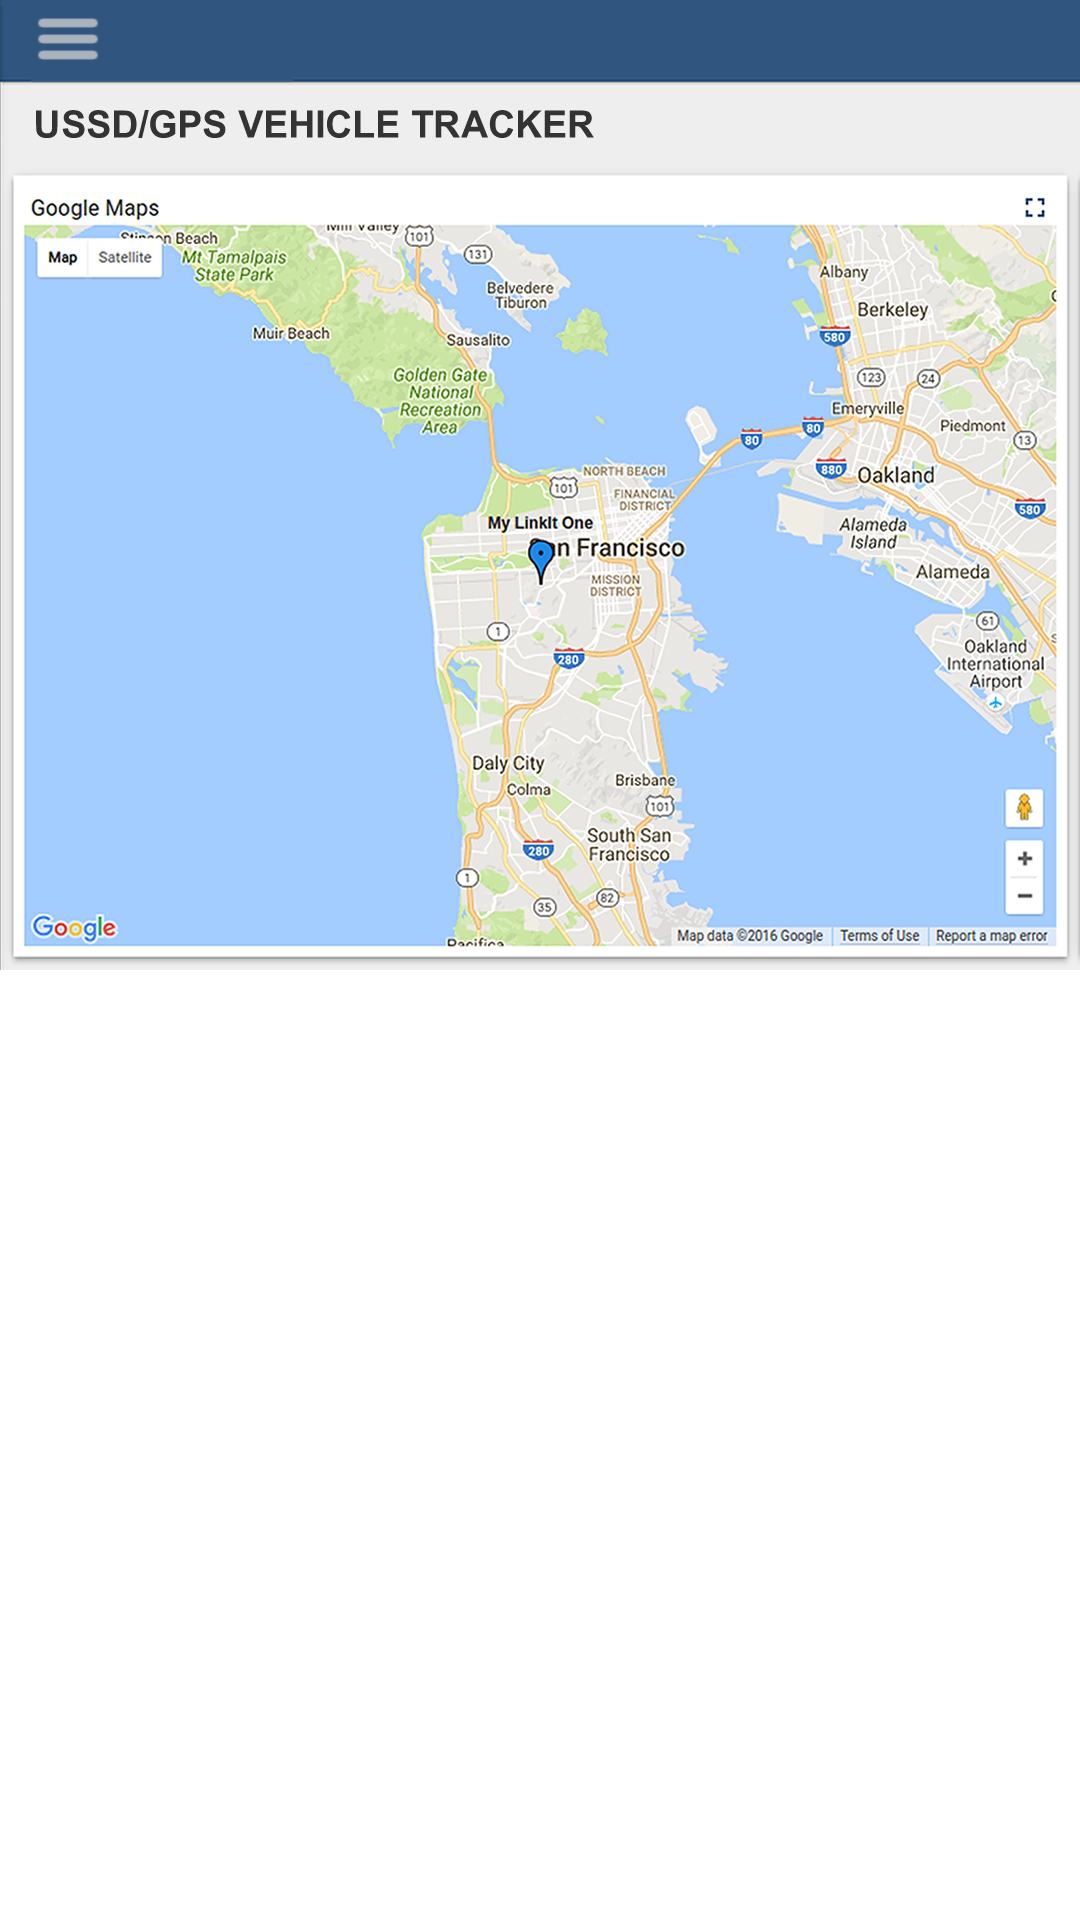 USSD/GPS VEHICLE TRACKER
Google Maps
Map Satellite
Stinson Beach
Mt Tamalpais
State Park
Mill Valley
101
131
Belvedere
Tiburon
Muir Beach
Sausalito
Golden Gate
National
Recreation
Area
Albany
Berkeley
580
123
24
Emeryville
Piedmont
80
80
13
880
Oakland
580
NORTH BEACH
101
FINANCIAL
DISTRICT
My LinkIt One
San Francisco
MISSION
DISTRICT
Alameda
Island
Alameda
61
Oakland
International
Airport
1
280
Daly City
Colma
Brisbane
101
South San
Francisco
280
1
35
82
Pacifica
Google
Map data ©2016 Google
Terms of Use
Report a map error